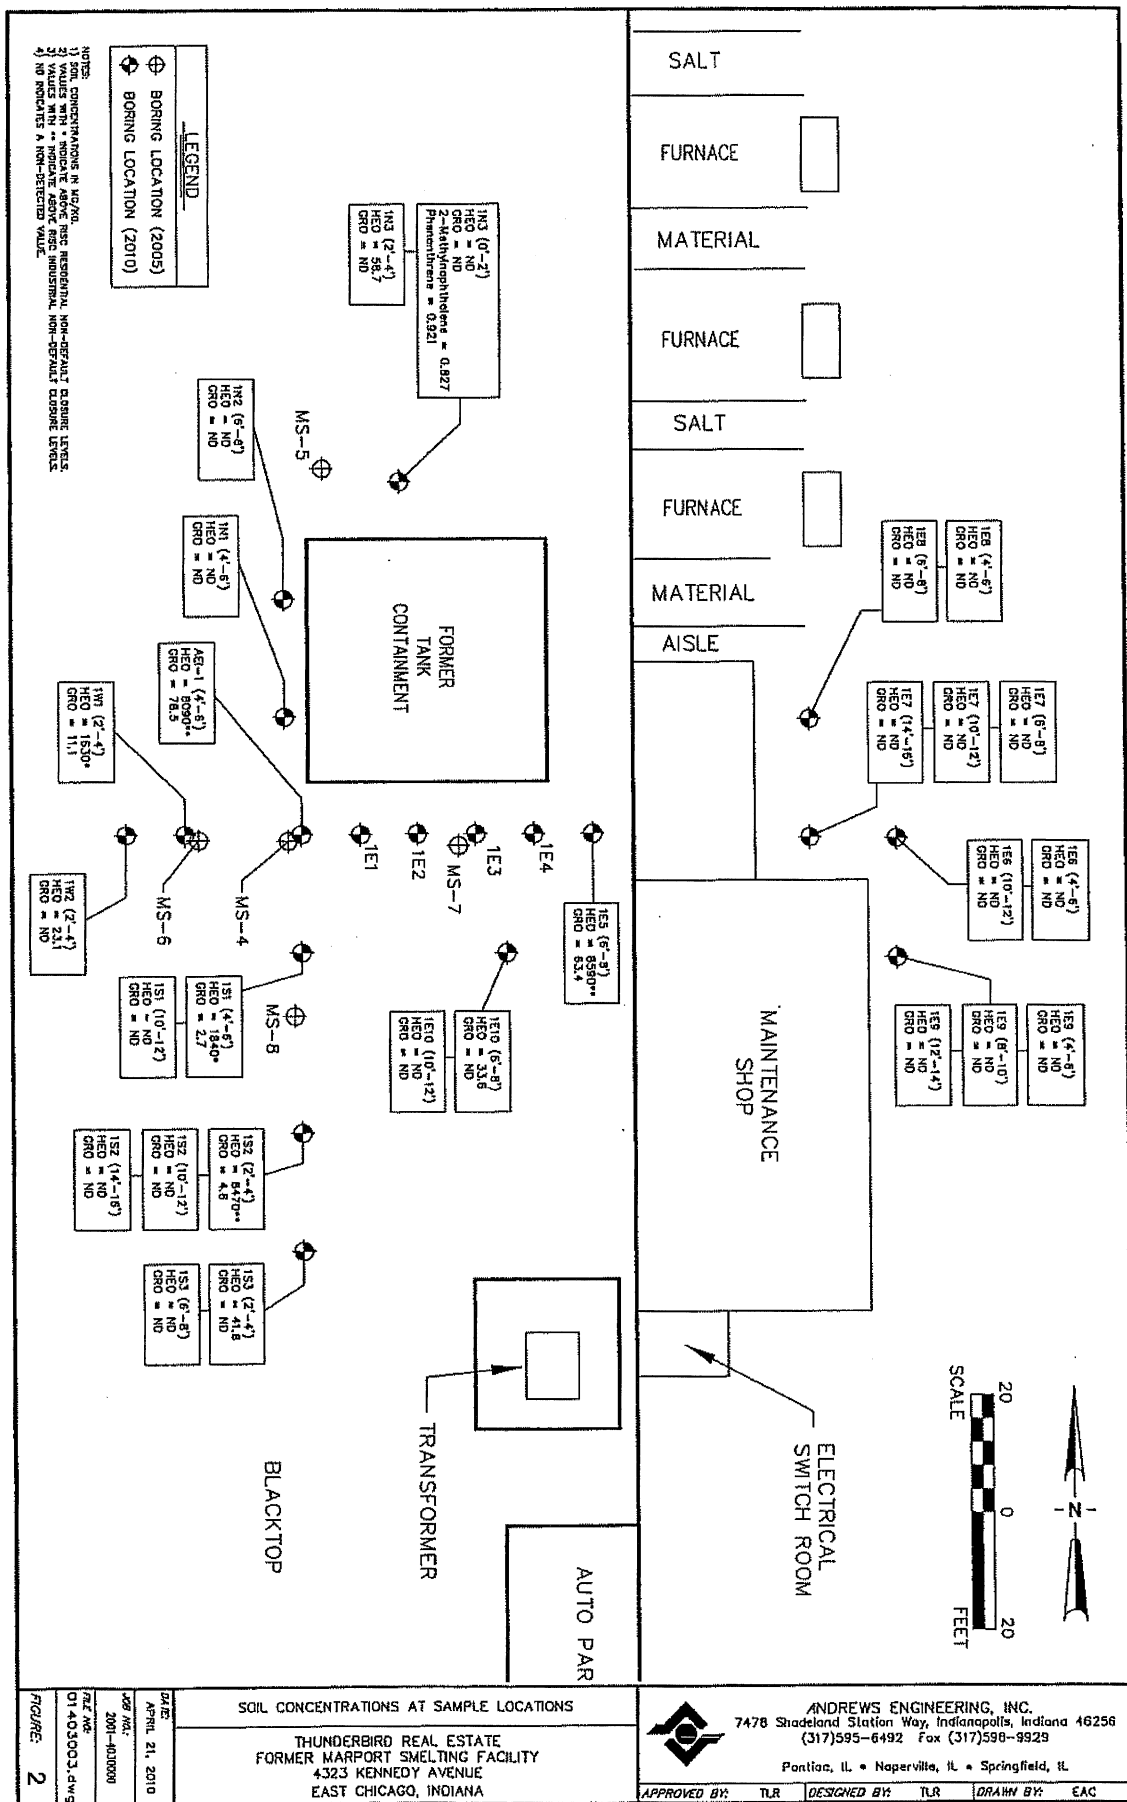 SALT
FURNACE
MATERIAL
FURNACE
SALT
FURNACE
MATERIAL
AISLE
LEGEND
BORING LOCATION (2005)
BORING LOCATION (2010)
NOTES:
1) SOIL CONCENTRATIONS IN MG/KG.
2) VALUES WITH * INDICATE ABOVE RISC RESIDENTIAL NON-DEFAULT CLOSURE LEVELS.
3) VALUES WITH ** INDICATE ABOVE RISC INDUSTRIAL NON-DEFAULT CLOSURE LEVELS.
4) ND INDICATES A NON-DETECTED VALUE.
1N3 (0'-2')
HEO = ND
GRO = ND
2-Methylnaphthalene = 0.827
Phenanthrene = 0.921
1N3 (2'-4')
HEO = 58.7
GRO = ND
1N2 (6'-8')
HEO = ND
GRO = ND
MS-5
1N1 (4'-6')
HEO = ND
GRO = ND
FORMER
TANK
CONTAINMENT
AEI-1 (4'-6')
HEO = 8090**
GRO = 78.5
1W1 (2'-4')
HEO = 1630*
GRO = 11.1
1W2 (2'-4')
HEO = 23.1
GRO = ND
MS-6
MS-4
1E1
1E2
MS-7
1E3
1E4
1E5 (6'-8')
HEO = 8590**
GRO = 63.4
1E8 (4'-6')
HEO = ND
GRO = ND
1E8 (6'-8')
HEO = ND
GRO = ND
1E7 (6'-8')
HEO = ND
GRO = ND
1E7 (10'-12')
HEO = ND
GRO = ND
1E7 (14'-16')
HEO = ND
GRO = ND
1E6 (4'-6')
HEO = ND
GRO = ND
1E6 (10'-12')
HEO = ND
GRO = ND
1E9 (4'-6')
HEO = ND
GRO = ND
1E9 (8'-10')
HEO = ND
GRO = ND
1E9 (12'-14')
HEO = ND
GRO = ND
MAINTENANCE
SHOP
1E10 (6'-8')
HEO = 33.6
GRO = ND
1E10 (10'-12')
HEO = ND
GRO = ND
MS-8
1S1 (4'-6')
HEO = 1840*
GRO = 2.7
1S1 (10'-12')
HEO = ND
GRO = ND
1S2 (2'-4')
HEO = 6470**
GRO = 4.8
1S2 (10'-12')
HEO = ND
GRO = ND
1S2 (14'-16')
HEO = ND
GRO = ND
1S3 (2'-4')
HEO = 41.8
GRO = ND
1S3 (6'-8')
HEO = ND
GRO = ND
TRANSFORMER
ELECTRICAL
SWITCH ROOM
BLACKTOP
AUTO PAR
20 0 20
SCALE FEET
-N-
ANDREWS ENGINEERING, INC.
7478 Shadeland Station Way, Indianapolis, Indiana 46256
(317)595-6492 Fax (317)598-9929
Pontiac, IL • Naperville, IL • Springfield, IL
APPROVED BY: TLR DESIGNED BY: TLR DRAWN BY: EAC
SOIL CONCENTRATIONS AT SAMPLE LOCATIONS
THUNDERBIRD REAL ESTATE
FORMER MARPORT SMELTING FACILITY
4323 KENNEDY AVENUE
EAST CHICAGO, INDIANA
DATE:
APRIL 21, 2010
JOB NO.:
2001-4030000
FILE NO:
01403003.dwg
FIGURE: 2